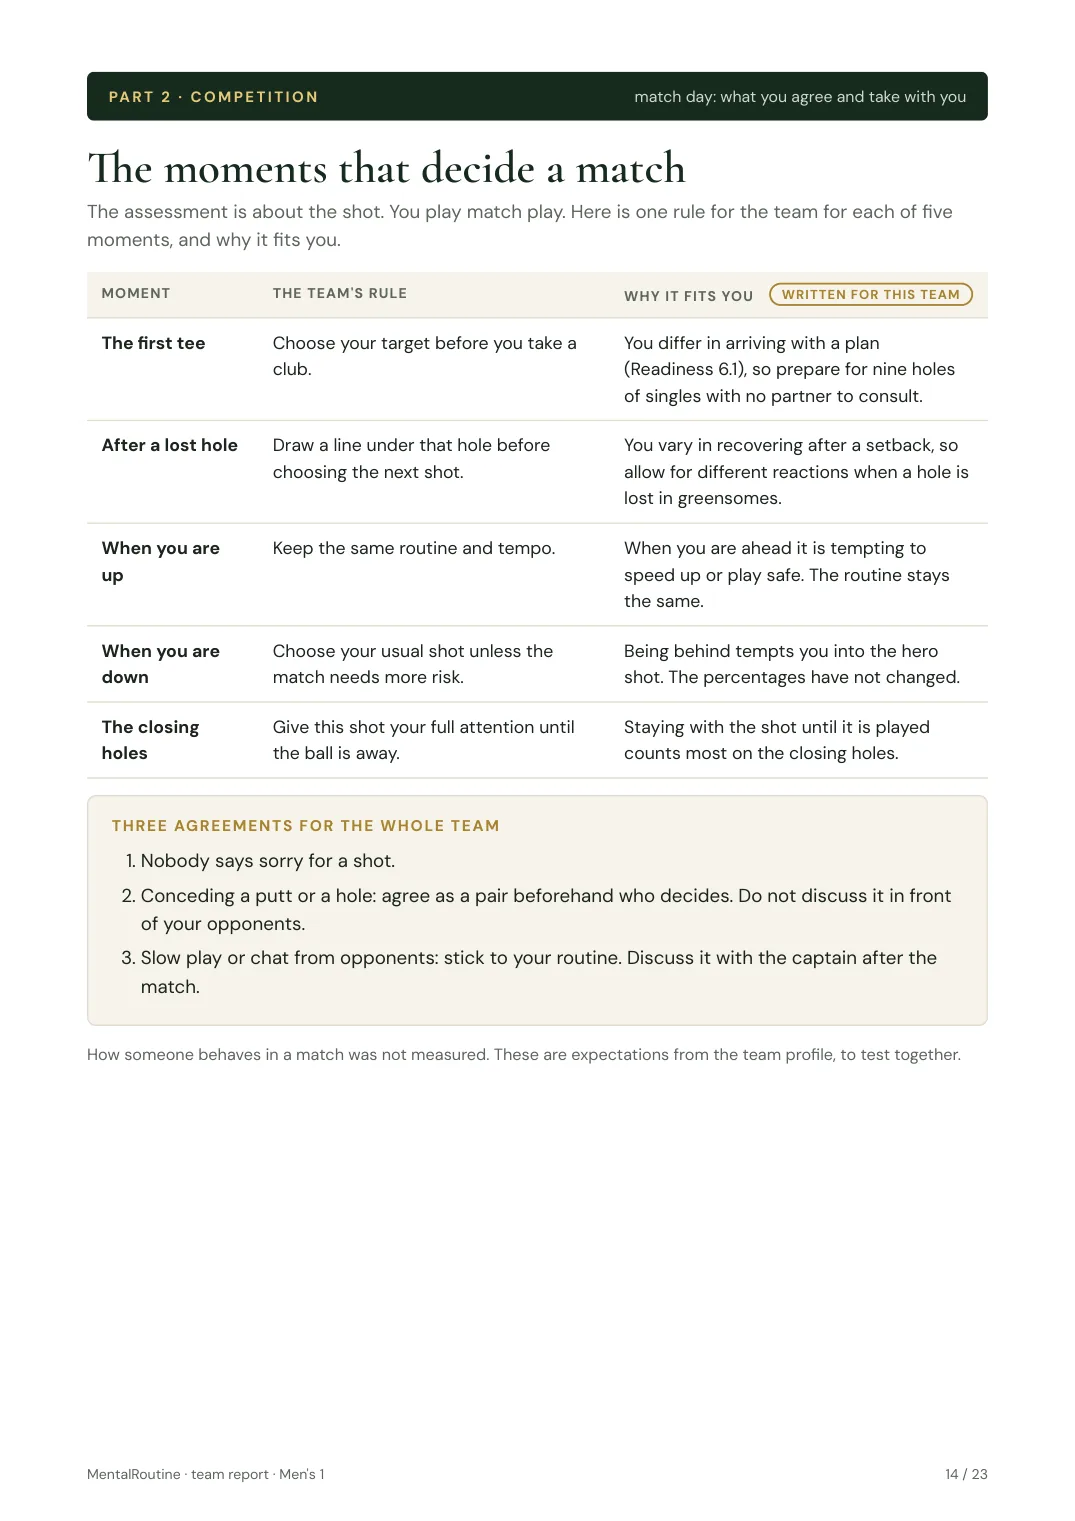 PART 2 · COMPETITION
match day: what you agree and take with you
The moments that decide a match
The assessment is about the shot. You play match play. Here is one rule for the team for each of five
moments, and why it fits you.
MOMENT
THE TEAM'S RULE
WHY IT FITS YOU
WRITTEN FOR THIS TEAM
The first tee
Choose your target before you take a
club.
You differ in arriving with a plan
(Readiness 6.1), so prepare for nine holes
of singles with no partner to consult.
After a lost hole
Draw a line under that hole before
choosing the next shot.
You vary in recovering after a setback, so
allow for different reactions when a hole is
lost in greensomes.
When you are
up
Keep the same routine and tempo.
When you are ahead it is tempting to
speed up or play safe. The routine stays
the same.
When you are
down
Choose your usual shot unless the
match needs more risk.
Being behind tempts you into the hero
shot. The percentages have not changed.
The closing
holes
Give this shot your full attention until
the ball is away.
Staying with the shot until it is played
counts most on the closing holes.
THREE AGREEMENTS FOR THE WHOLE TEAM
1. Nobody says sorry for a shot.
2. Conceding a putt or a hole: agree as a pair beforehand who decides. Do not discuss it in front
of your opponents.
3. Slow play or chat from opponents: stick to your routine. Discuss it with the captain after the
match.
How someone behaves in a match was not measured. These are expectations from the team profile, to test together.
MentalRoutine · team report · Men's 1
14 / 23